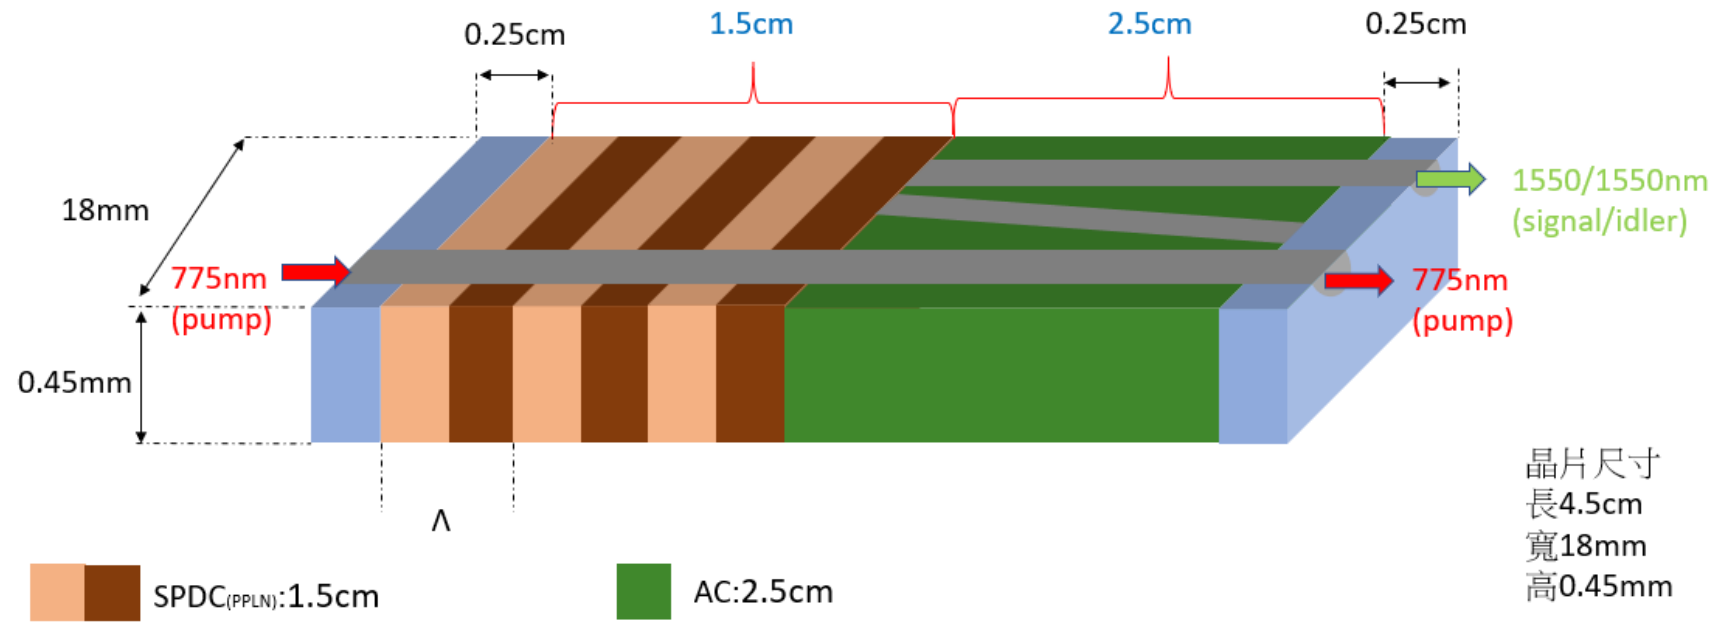 0.25cm
1.5cm
2.5cm
0.25cm
18mm
775nm
(pump)
1550/1550nm
(signal/idler)
775nm
(pump)
0.45mm
Λ
晶片尺寸
長4.5cm
寬18mm
高0.45mm
SPDC(PPLN):1.5cm
AC:2.5cm